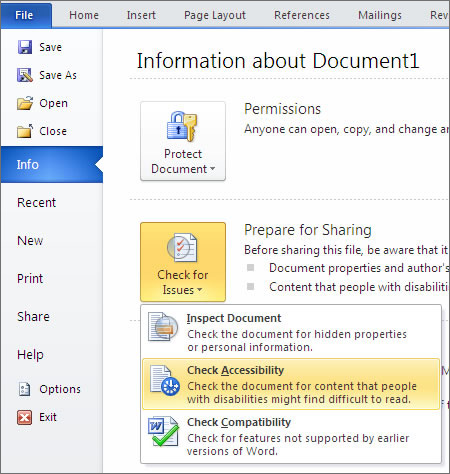 File Home Insert Page Layout References Mailings
Save
Save As
Open
Close
Info
Recent
New
Print
Share
Help
Options
Exit
Information about Document1
Protect
Document
Permissions
Anyone can open, copy, and change
Check for
Issues
Prepare for Sharing
Before sharing this file, be aware that it
Document properties and author's
Content that people with disabilities
Inspect Document
Check the document for hidden properties
or personal information.
Check Accessibility
Check the document for content that people
with disabilities might find difficult to read.
Check Compatibility
Check for features not supported by earlier
versions of Word.